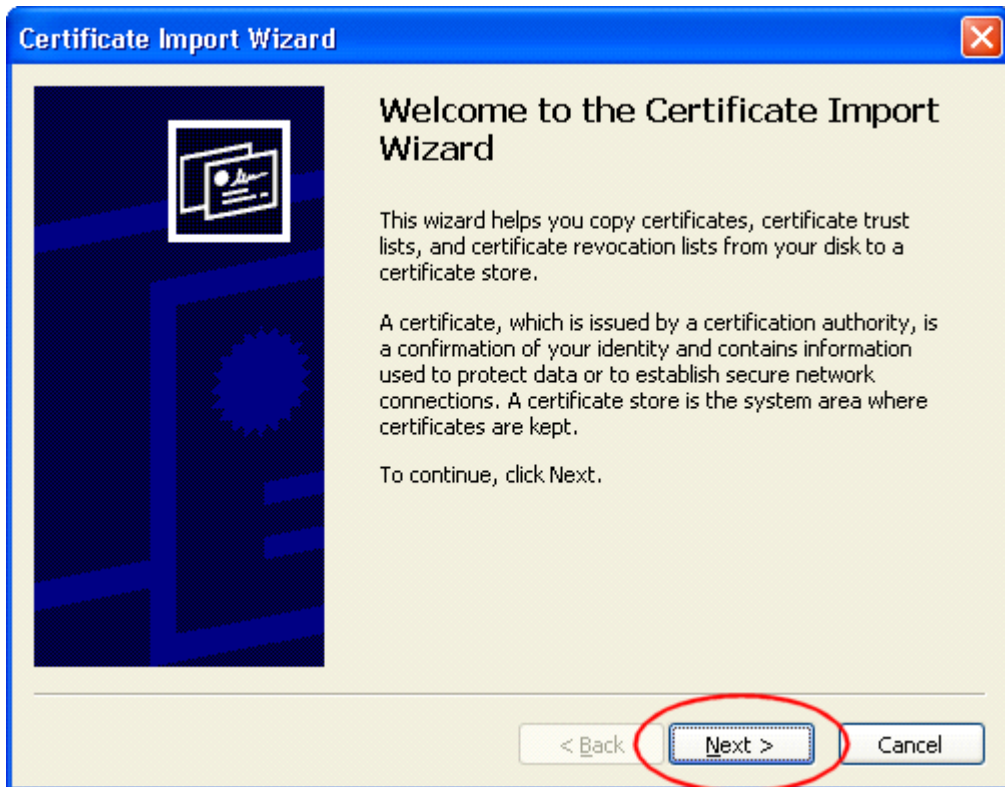 Certificate Import Wizard
Welcome to the Certificate Import
Wizard
This wizard helps you copy certificates, certificate trust
lists, and certificate revocation lists from your disk to a
certificate store.
A certificate, which is issued by a certification authority, is
a confirmation of your identity and contains information
used to protect data or to establish secure network
connections. A certificate store is the system area where
certificates are kept.
To continue, click Next.
< Back
Next >
Cancel